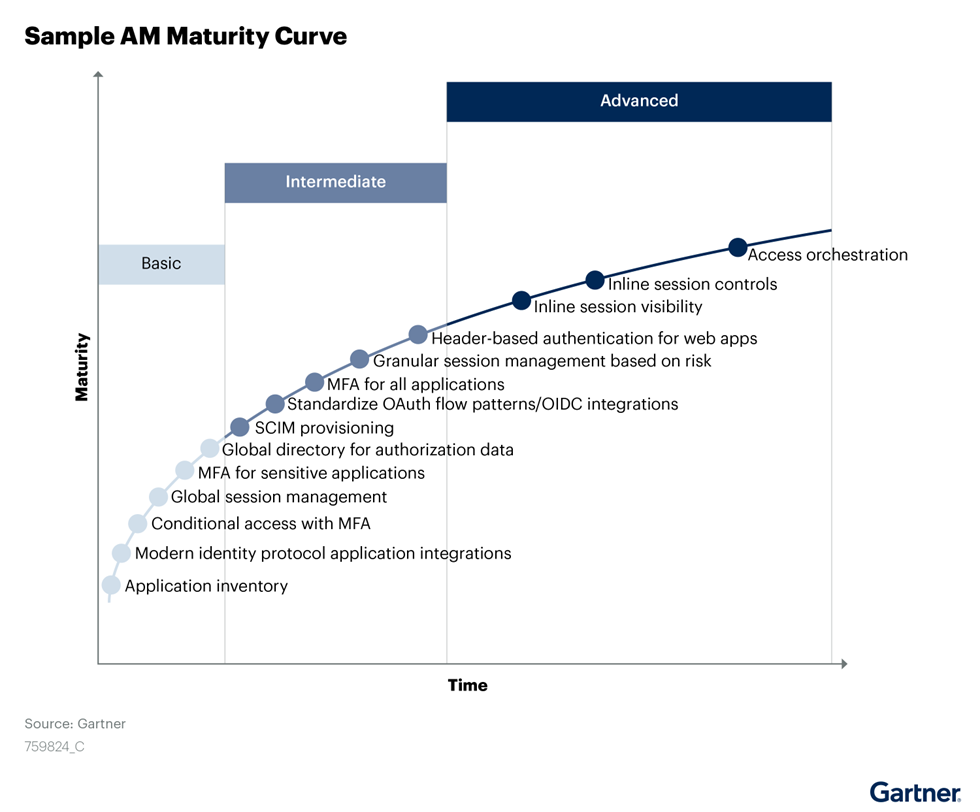 Sample AM Maturity Curve
Advanced
Intermediate
Basic
Access orchestration
Inline session controls
Inline session visibility
Header-based authentication for web apps
Granular session management based on risk
MFA for all applications
Standardize OAuth flow patterns/OIDC integrations
SCIM provisioning
Global directory for authorization data
MFA for sensitive applications
Global session management
Conditional access with MFA
Modern identity protocol application integrations
Application inventory
Maturity
Time
Source: Gartner
759824_C
Gartner